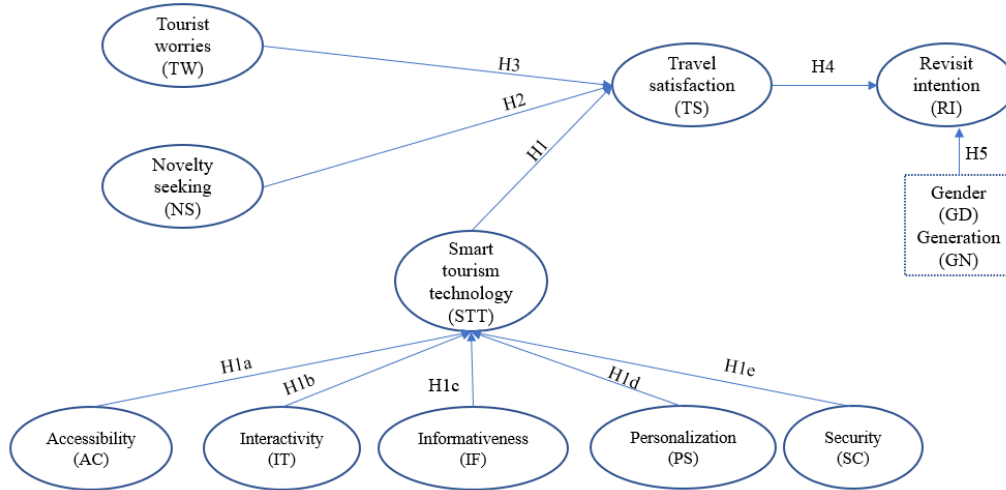 Tourist
worries
(TW)
H3
Travel
satisfaction
(TS)
H4
Revisit
intention
(RI)
H2
H1
H5
Novelty
seeking
(NS)
Gender
(GD)
Generation
(GN)
Smart
tourism
technology
(STT)
H1a
H1b
H1c
H1d
H1e
Accessibility
(AC)
Interactivity
(IT)
Informativeness
(IF)
Personalization
(PS)
Security
(SC)